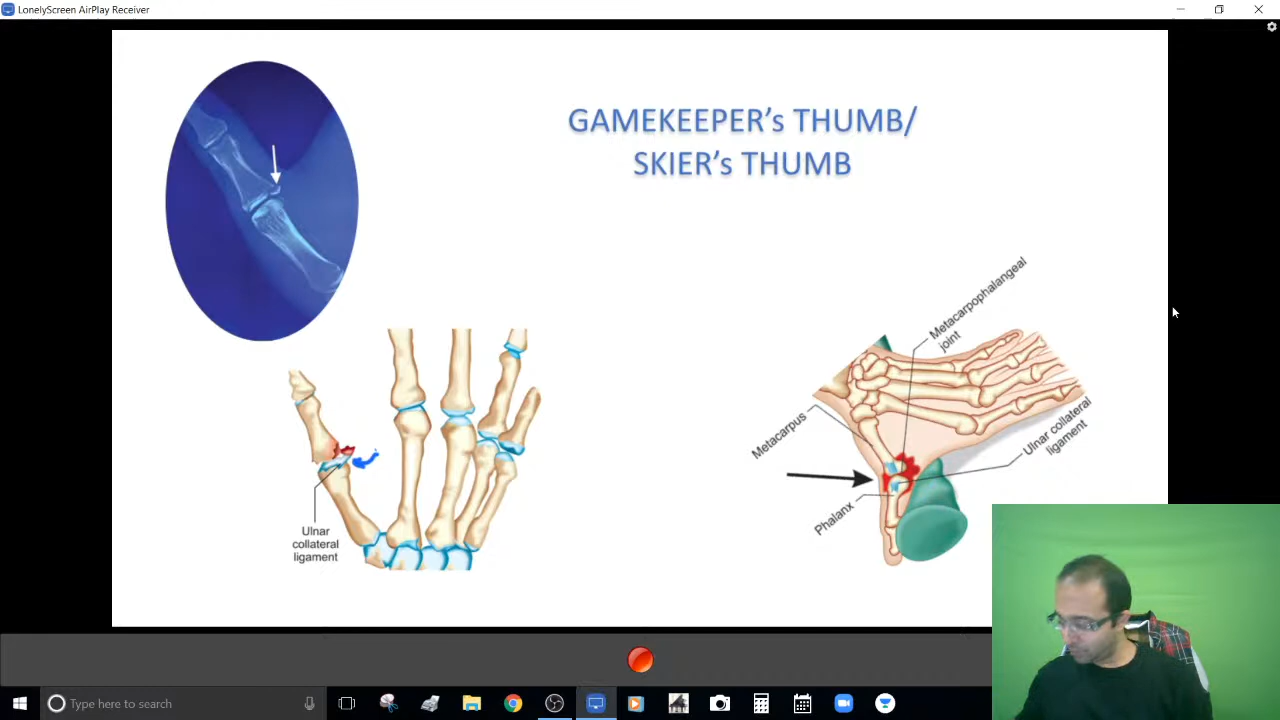 LonelyScreen AirPlay Receiver
GAMEKEEPER's THUMB/
SKIER's THUMB
Metacarpophalangeal
joint
Metacarpus
Ulnar collateral
ligament
Phalanx
Ulnar
collateral
ligament
Type here to search